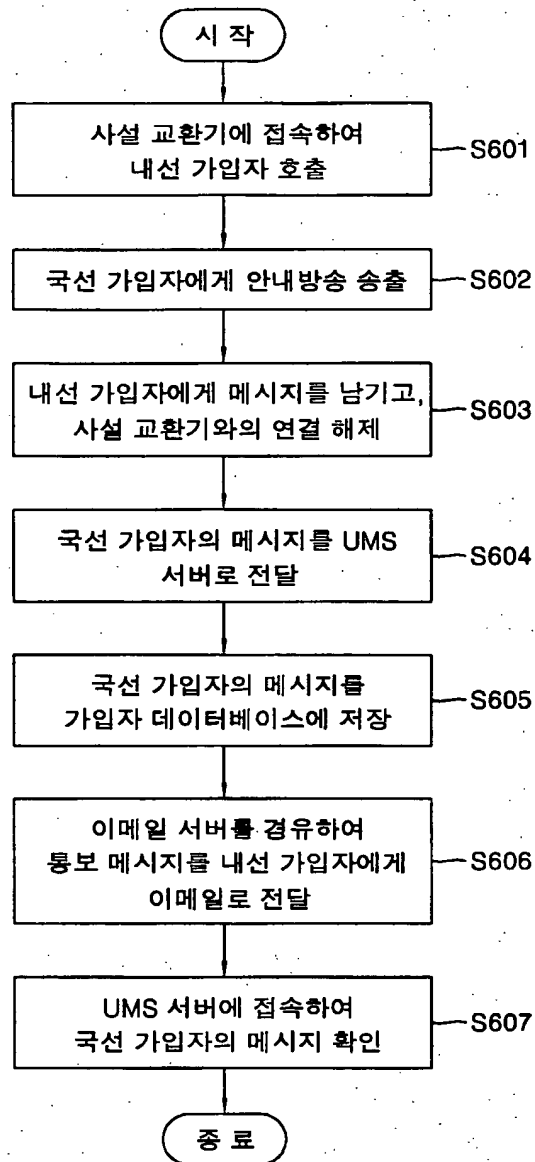 시 작
사설 교환기에 접속하여
내선 가입자 호출
S601
국선 가입자에게 안내방송 송출
S602
내선 가입자에게 메시지를 남기고,
사설 교환기와의 연결 해제
S603
국선 가입자의 메시지를 UMS
서버로 전달
S604
국선 가입자의 메시지를
가입자 데이터베이스에 저장
S605
이메일 서버를 경유하여
통보 메시지를 내선 가입자에게
이메일로 전달
S606
UMS 서버에 접속하여
국선 가입자의 메시지 확인
S607
종 료